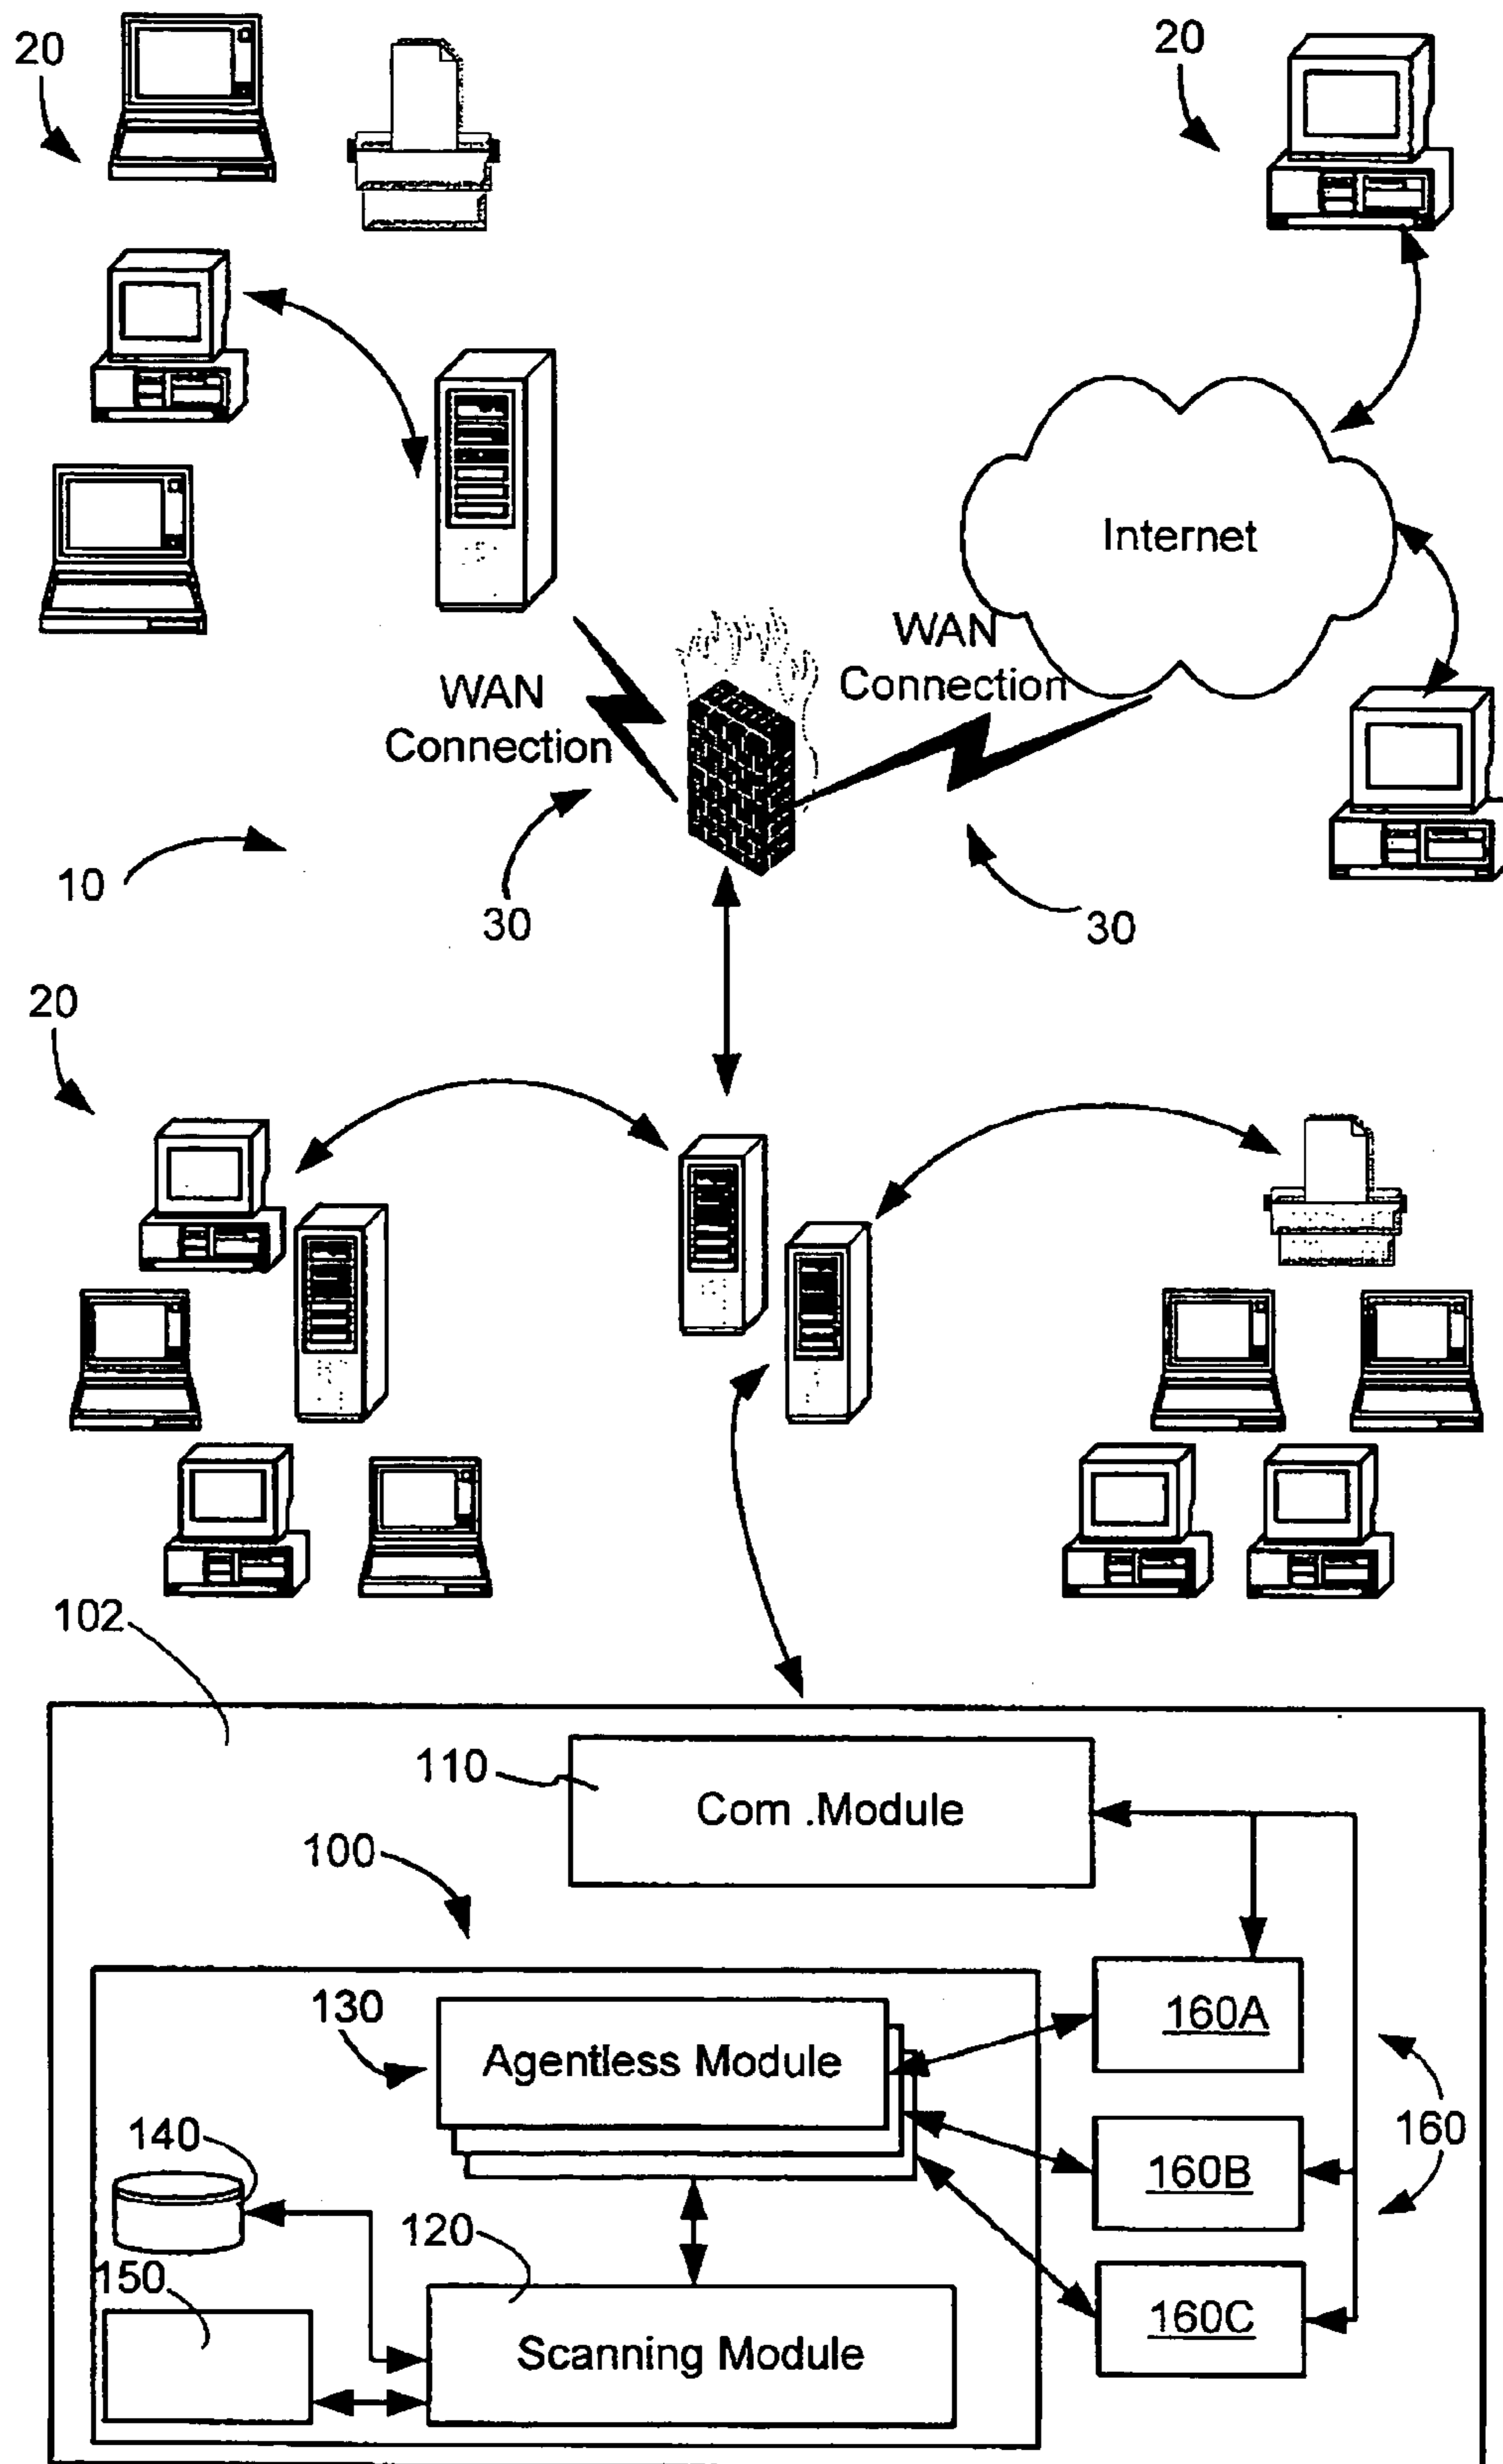 20
20
Internet
WAN
Connection
WAN
Connection
10
30
30
20
102
110
Com .Module
100
130
Agentless Module
160A
160
140
160B
120
150
160C
Scanning Module